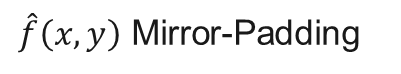 f̂(x, y) Mirror-Padding